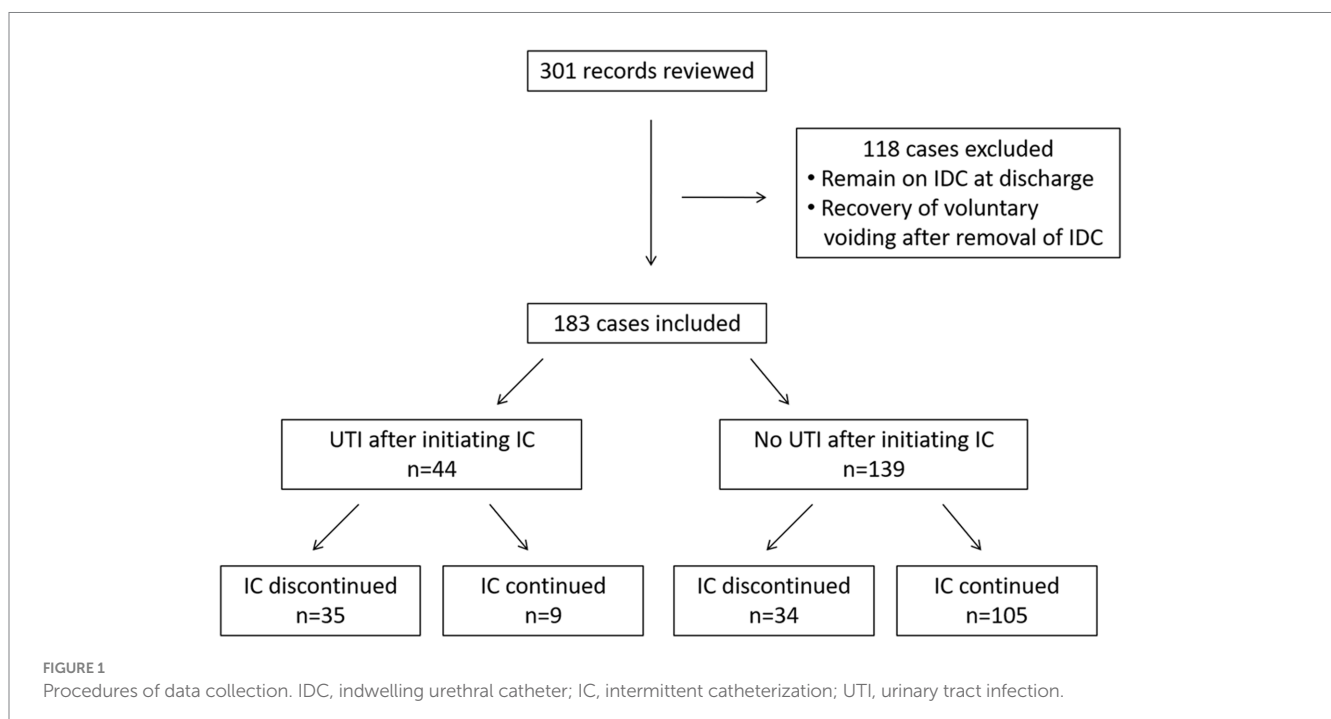 301 records reviewed
118 cases excluded
• Remain on IDC at discharge
• Recovery of voluntary
voiding after removal of IDC
183 cases included
UTI after initiating IC
n=44
No UTI after initiating IC
n=139
IC discontinued
n=35
IC continued
n=9
IC discontinued
n=34
IC continued
n=105
FIGURE 1
Procedures of data collection. IDC, indwelling urethral catheter; IC, intermittent catheterization; UTI, urinary tract infection.